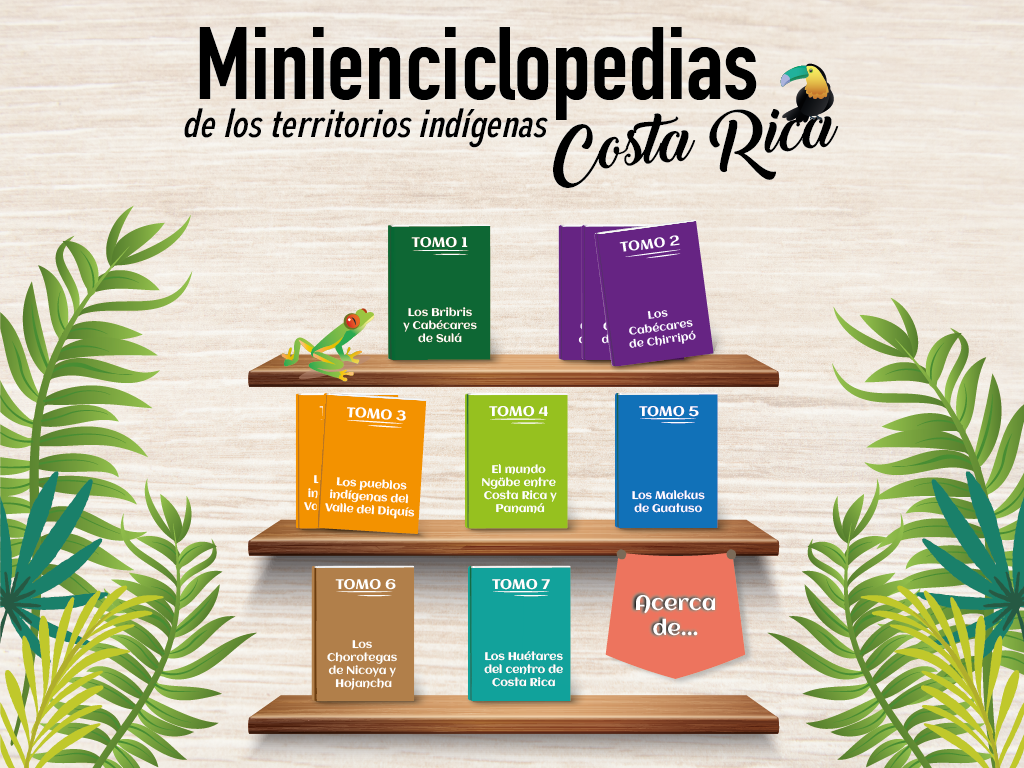 Minienciclopedias
de los territorios indígenas
Costa Rica
TOMO 1
Los Bribris
y Cabécares
de Sulá
TOMO 2
Los
Cabécares
de Chirripó
TOMO 3
Los pueblos
indígenas del
Valle del Diquís
TOMO 4
El mundo
Ngäbe entre
Costa Rica y
Panamá
TOMO 5
Los Malekus
de Guatuso
TOMO 6
Los
Chorotegas
de Nicoya y
Hojancha
TOMO 7
Los Huétares
del centro de
Costa Rica
Acerca
de...